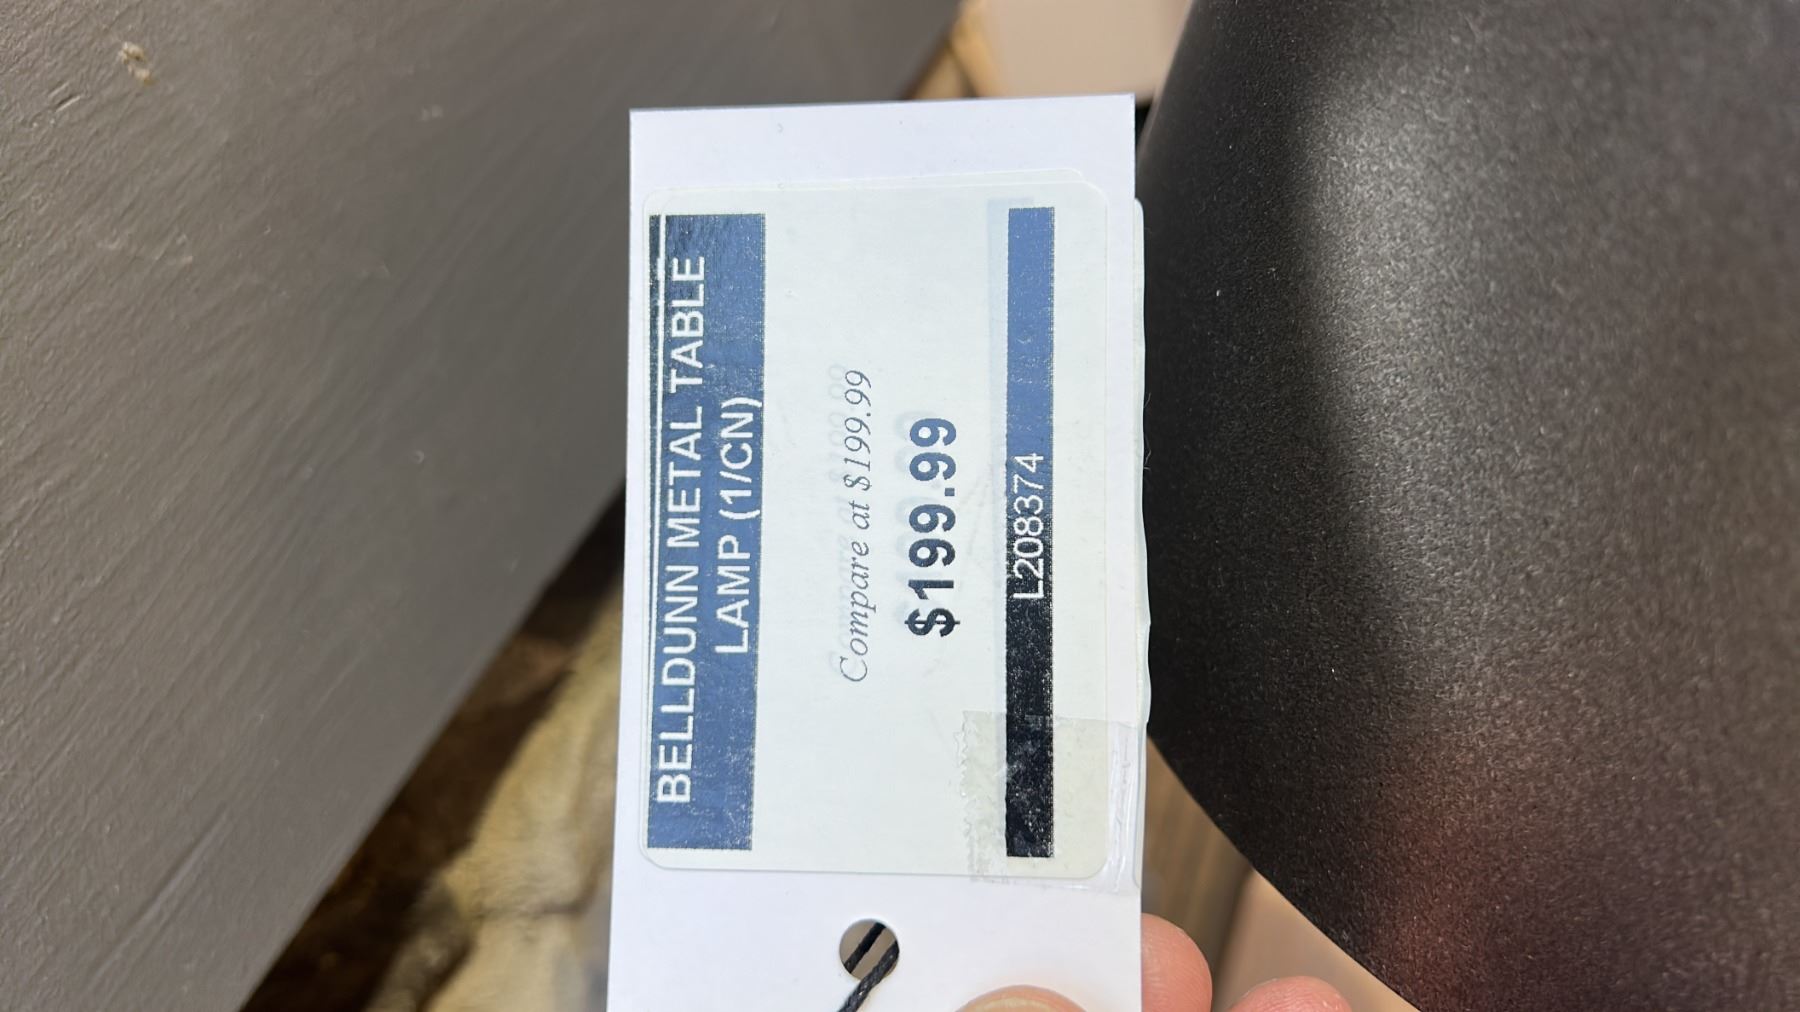 BELLDUNN METAL TABLE
LAMP (1/CN)
Compare at $199.99
$199.99
L208374